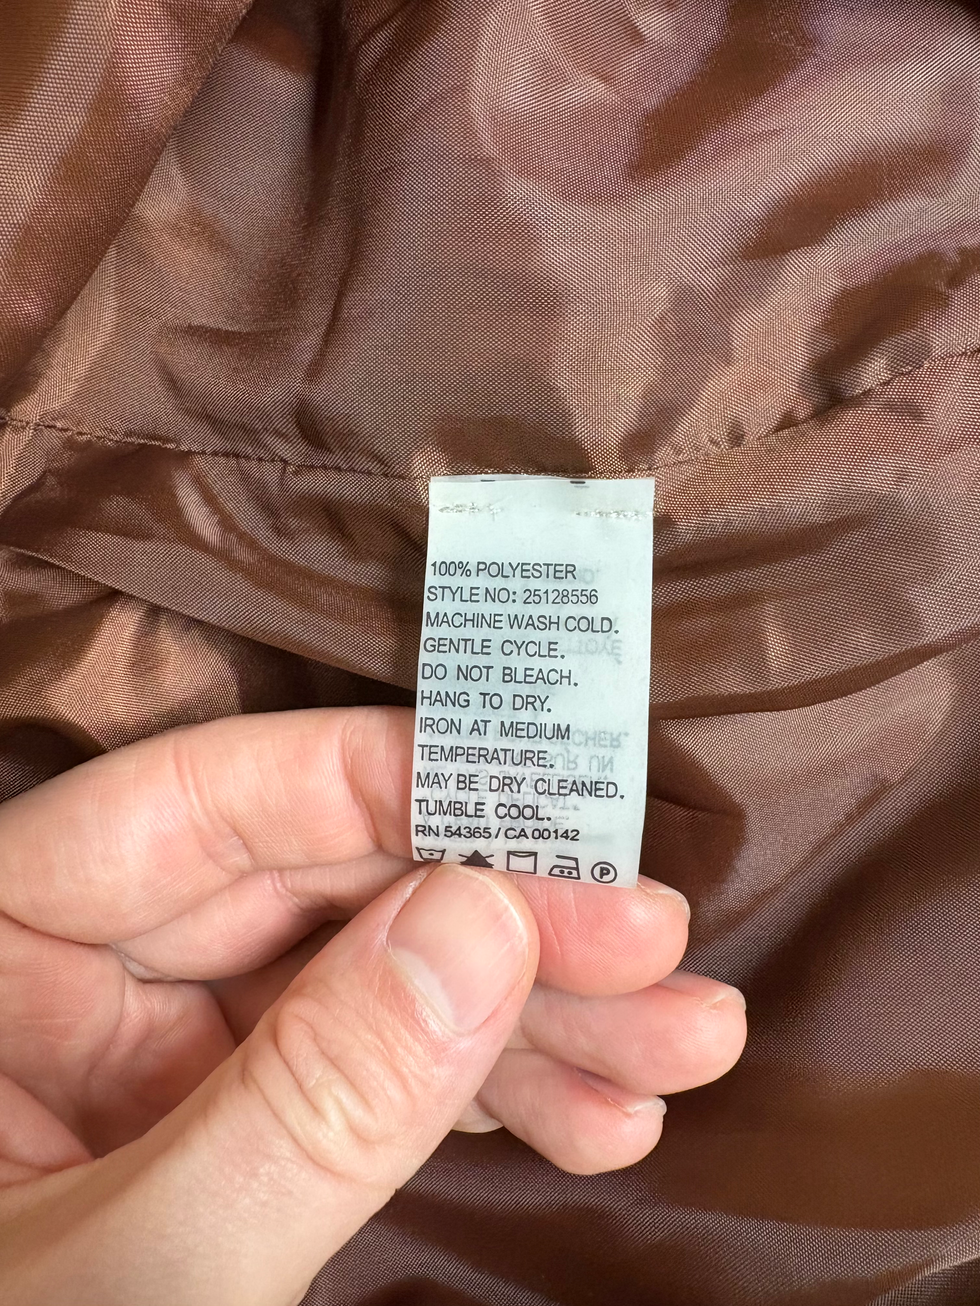 100% POLYESTER
STYLE NO: 25128556
MACHINE WASH COLD.
GENTLE CYCLE.
DO NOT BLEACH.
HANG TO DRY.
IRON AT MEDIUM
TEMPERATURE.
MAY BE DRY CLEANED.
TUMBLE COOL.
RN 54365 / CA 00142
P